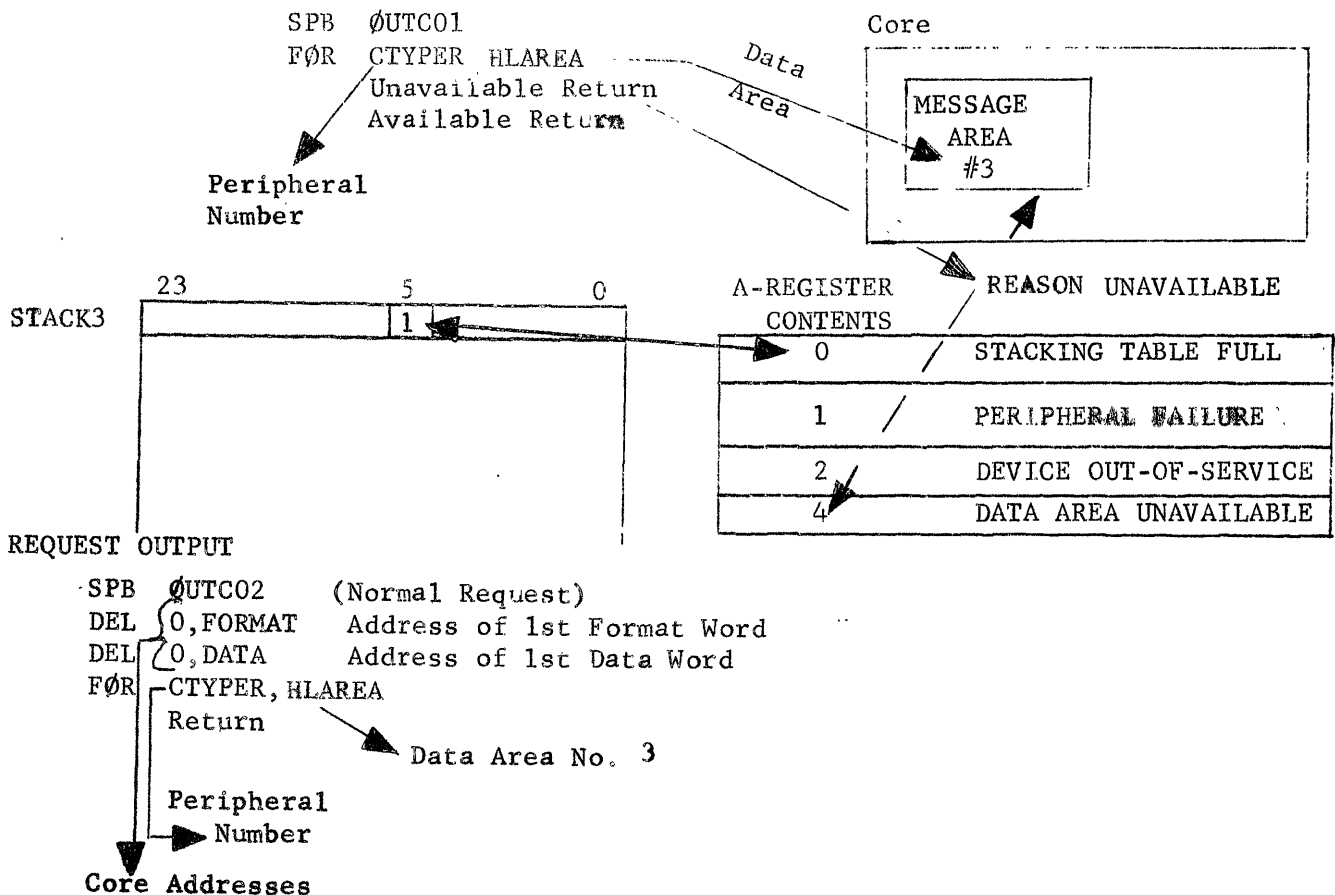 SPB ØUTC01
FØR CTYPER HLAREA
Unavailable Return
Available Return
Data
Area
Peripheral
Number
Core
MESSAGE
AREA
#3
23 5 0
STACK3
1
A-REGISTER
CONTENTS
REASON UNAVAILABLE
0 STACKING TABLE FULL
1 PERIPHERAL FAILURE
2 DEVICE OUT-OF-SERVICE
4 DATA AREA UNAVAILABLE
REQUEST OUTPUT
SPB ØUTC02 (Normal Request)
DEL 0,FORMAT Address of 1st Format Word
DEL 0,DATA Address of 1st Data Word
FØR CTYPER,HLAREA
Return
Data Area No. 3
Peripheral
Number
Core Addresses